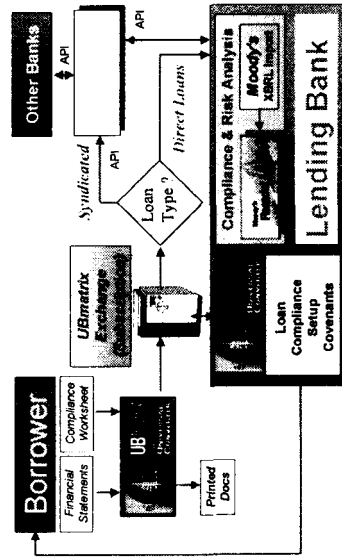 Borrower
Financial
Statements
Compliance
Worksheet
UB
Printed
Docs
UBmatrix
Exchange
Loan
Type ?
Syndicated
API
Direct Loans
Other Banks
API
API
Compliance & Risk Analysis
Moody's
XBRL Import
Lending Bank
Loan
Compliance
Setup
Covenants